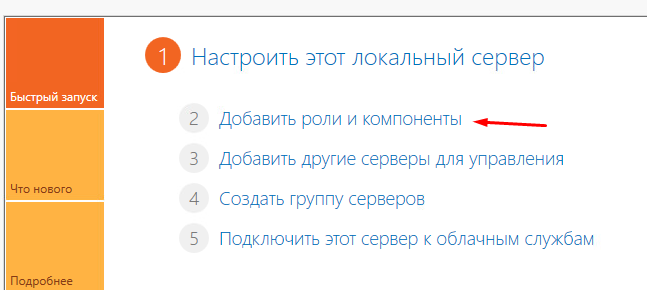 1 Настроить этот локальный сервер
Быстрый запуск
2 Добавить роли и компоненты
3 Добавить другие серверы для управления
Что нового
4 Создать группу серверов
5 Подключить этот сервер к облачным службам
Подробнее